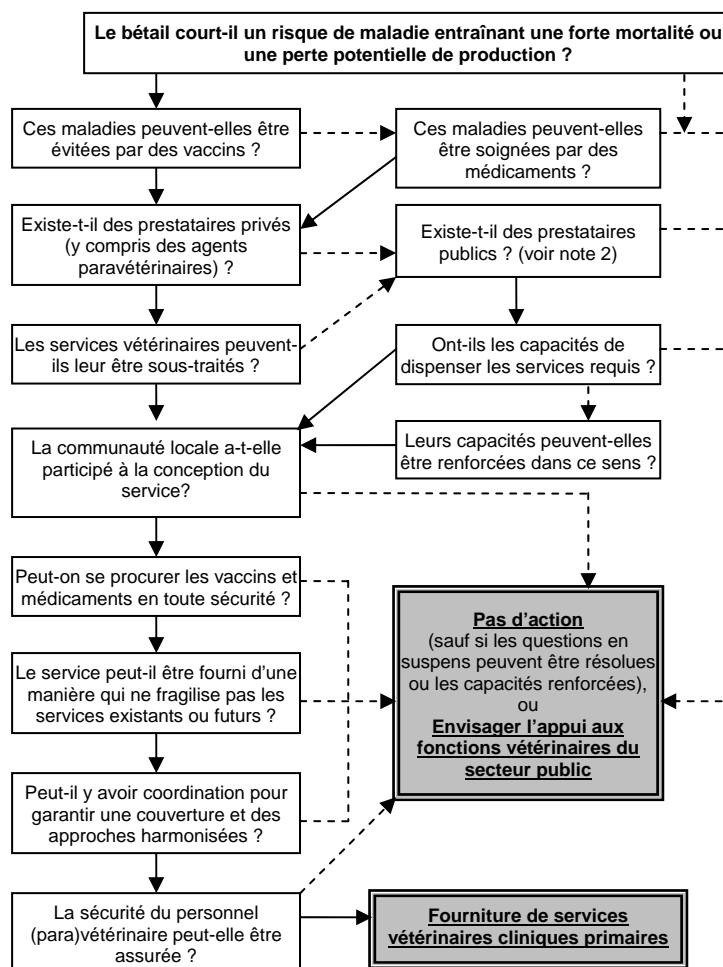 Le bétail court-il un risque de maladie entraînant une forte mortalité ou
une perte potentielle de production ?
Ces maladies peuvent-elles être
évitées par des vaccins ?
Ces maladies peuvent-elles
être soignées par des
médicaments ?
Existe-t-il des prestataires privés
(y compris des agents
paravétérinaires) ?
Existe-t-il des prestataires
publics ? (voir note 2)
Les services vétérinaires peuvent-
ils leur être sous-traités ?
Ont-ils les capacités de
dispenser les services requis ?
La communauté locale a-t-elle
participé à la conception du
service?
Leurs capacités peuvent-elles
être renforcées dans ce sens ?
Peut-on se procurer les vaccins et
médicaments en toute sécurité ?
Le service peut-il être fourni d'une
manière qui ne fragilise pas les
services existants ou futurs ?
Pas d'action
(sauf si les questions en
suspens peuvent être résolues
ou les capacités renforcées),
ou
Envisager l'appui aux
fonctions vétérinaires du
secteur public
Peut-il y avoir coordination pour
garantir une couverture et des
approches harmonisées ?
La sécurité du personnel
(para)vétérinaire peut-elle être
assurée ?
Fourniture de services
vétérinaires cliniques primaires